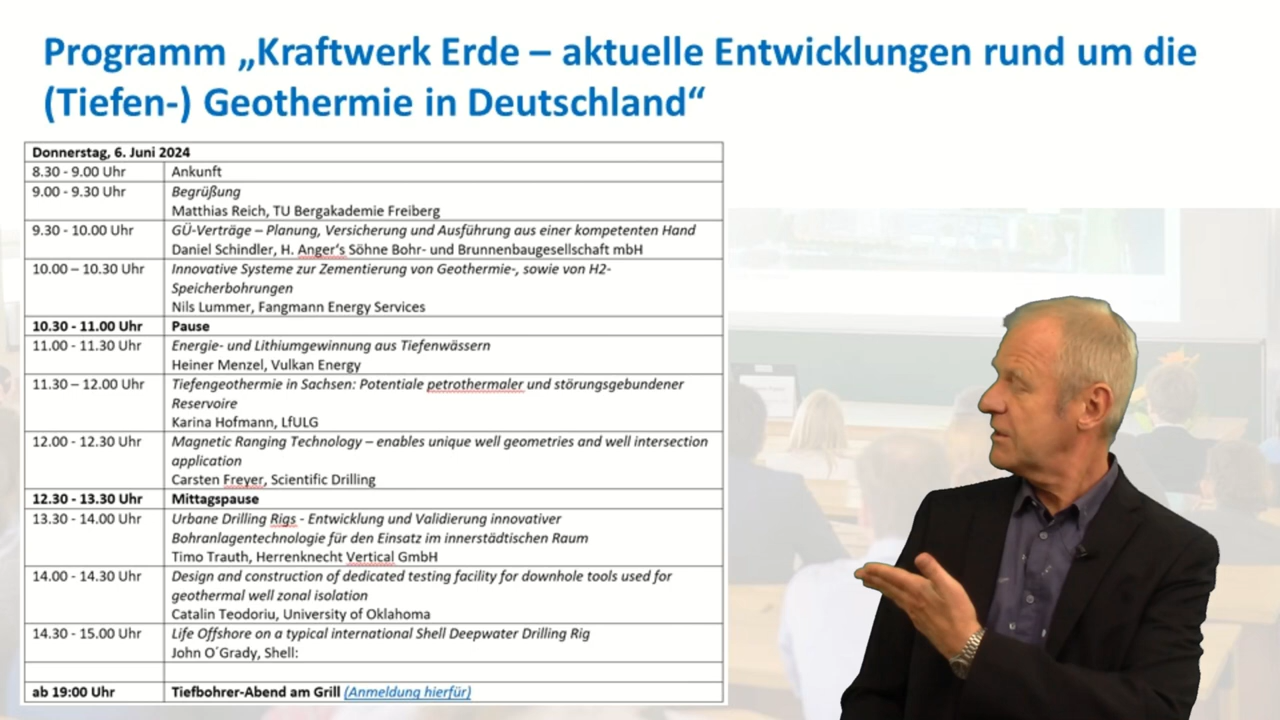 Programm „Kraftwerk Erde – aktuelle Entwicklungen rund um die
(Tiefen-) Geothermie in Deutschland“
Donnerstag, 6. Juni 2024
8.30 - 9.00 Uhr Ankunft
9.00 - 9.30 Uhr Begrüßung
Matthias Reich, TU Bergakademie Freiberg
9.30 - 10.00 Uhr GÜ-Verträge – Planung, Versicherung und Ausführung aus einer kompetenten Hand
Daniel Schindler, H. Anger‘s Söhne Bohr- und Brunnenbaugesellschaft mbH
10.00 – 10.30 Uhr Innovative Systeme zur Zementierung von Geothermie-, sowie von H2-
Speicherbohrungen
Nils Lummer, Fangmann Energy Services
10.30 - 11.00 Uhr Pause
11.00 - 11.30 Uhr Energie- und Lithiumgewinnung aus Tiefenwässern
Heiner Menzel, Vulkan Energy
11.30 – 12.00 Uhr Tiefengeothermie in Sachsen: Potentiale petrothermaler und störungsgebundener
Reservoire
Karina Hofmann, LfULG
12.00 - 12.30 Uhr Magnetic Ranging Technology – enables unique well geometries and well intersection
application
Carsten Freyer, Scientific Drilling
12.30 - 13.30 Uhr Mittagspause
13.30 - 14.00 Uhr Urbane Drilling Rigs - Entwicklung und Validierung innovativer
Bohranlagentechnologie für den Einsatz im innerstädtischen Raum
Timo Trauth, Herrenknecht Vertical GmbH
14.00 - 14.30 Uhr Design and construction of dedicated testing facility for downhole tools used for
geothermal well zonal isolation
Catalin Teodoriu, University of Oklahoma
14.30 - 15.00 Uhr Life Offshore on a typical international Shell Deepwater Drilling Rig
John O´Grady, Shell:
ab 19:00 Uhr Tiefbohrer-Abend am Grill (Anmeldung hierfür)